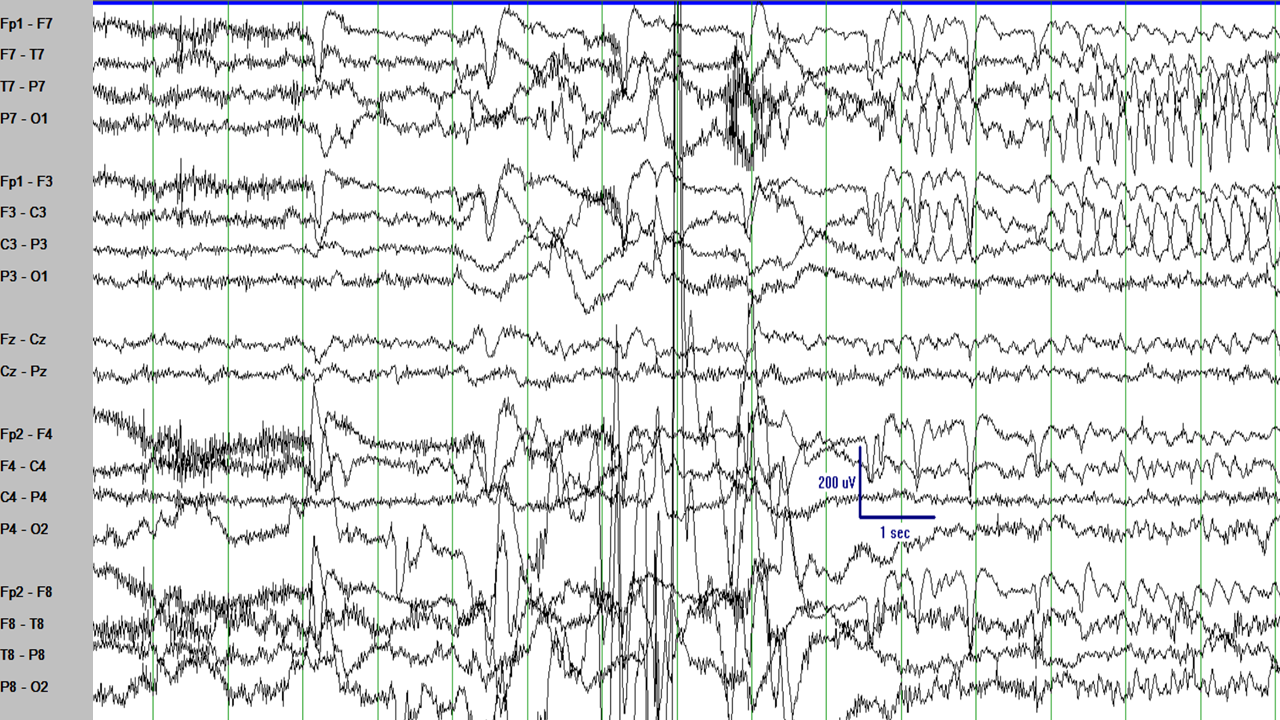 Fp1 - F7
F7 - T7
T7 - P7
P7 - O1
Fp1 - F3
F3 - C3
C3 - P3
P3 - O1
Fz - Cz
Cz - Pz
Fp2 - F4
F4 - C4
C4 - P4
P4 - O2
Fp2 - F8
F8 - T8
T8 - P8
P8 - O2
200 uV
1 sec